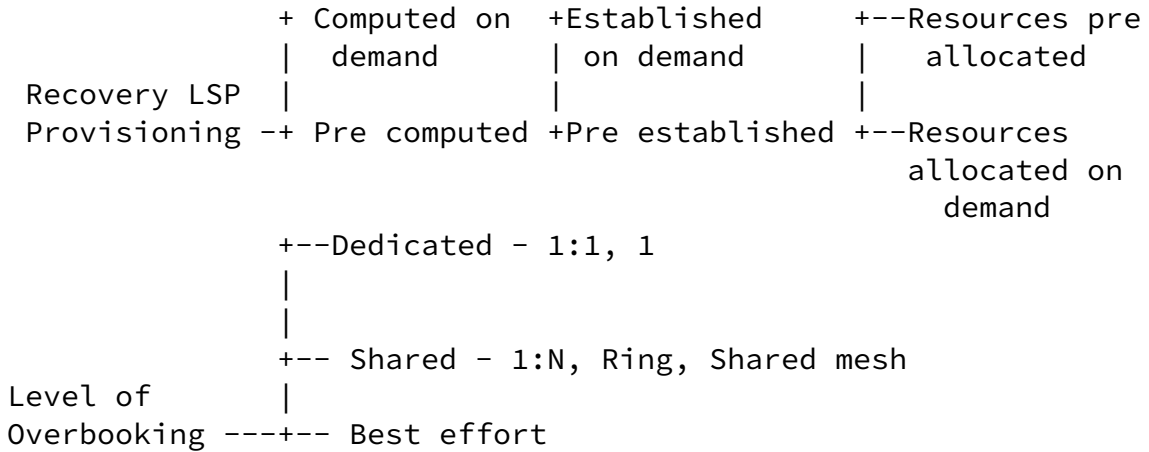 + Computed on +Established +--Resources pre
| demand | on demand | allocated
Recovery LSP | | |
Provisioning -+ Pre computed +Pre established +--Resources
allocated on
demand
+--Dedicated - 1:1, 1
|
|
+-- Shared - 1:N, Ring, Shared mesh
Level of |
Overbooking ---+-- Best effort